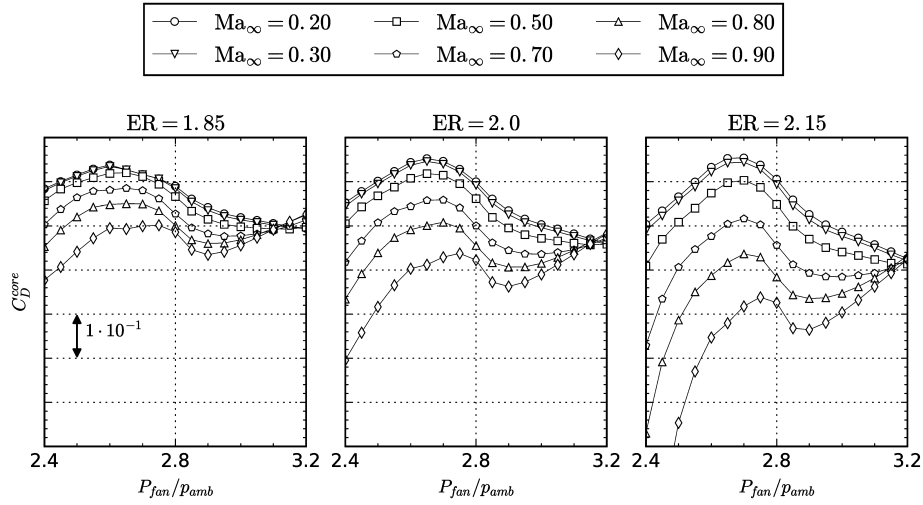 Ma∞ = 0.20 Ma∞ = 0.50 Ma∞ = 0.80
Ma∞ = 0.30 Ma∞ = 0.70 Ma∞ = 0.90
ER = 1.85 ER = 2.0 ER = 2.15
C_D^core
1 · 10⁻¹
2.4 2.8 3.2 2.4 2.8 3.2 2.4 2.8 3.2
P_fan/p_amb P_fan/p_amb P_fan/p_amb